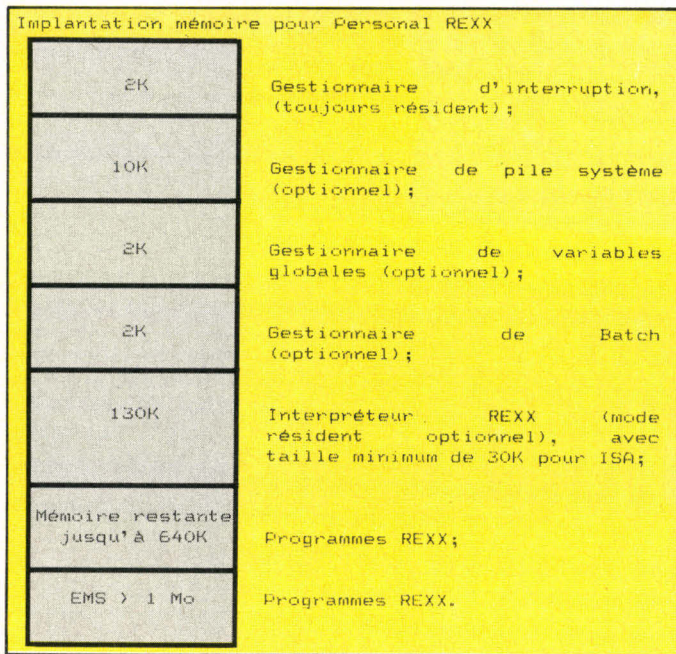 Implantation mémoire pour Personal REXX
2K
Gestionnaire d'interruption,
(toujours résident);
10K
Gestionnaire de pile système
(optionnel);
2K
Gestionnaire de variables
globales (optionnel);
2K
Gestionnaire de Batch
(optionnel);
130K
Interpréteur REXX (mode
résident optionnel), avec
taille minimum de 30K pour ISA;
Mémoire restante
jusqu'à 640K
Programmes REXX;
EMS > 1 Mo
Programmes REXX.